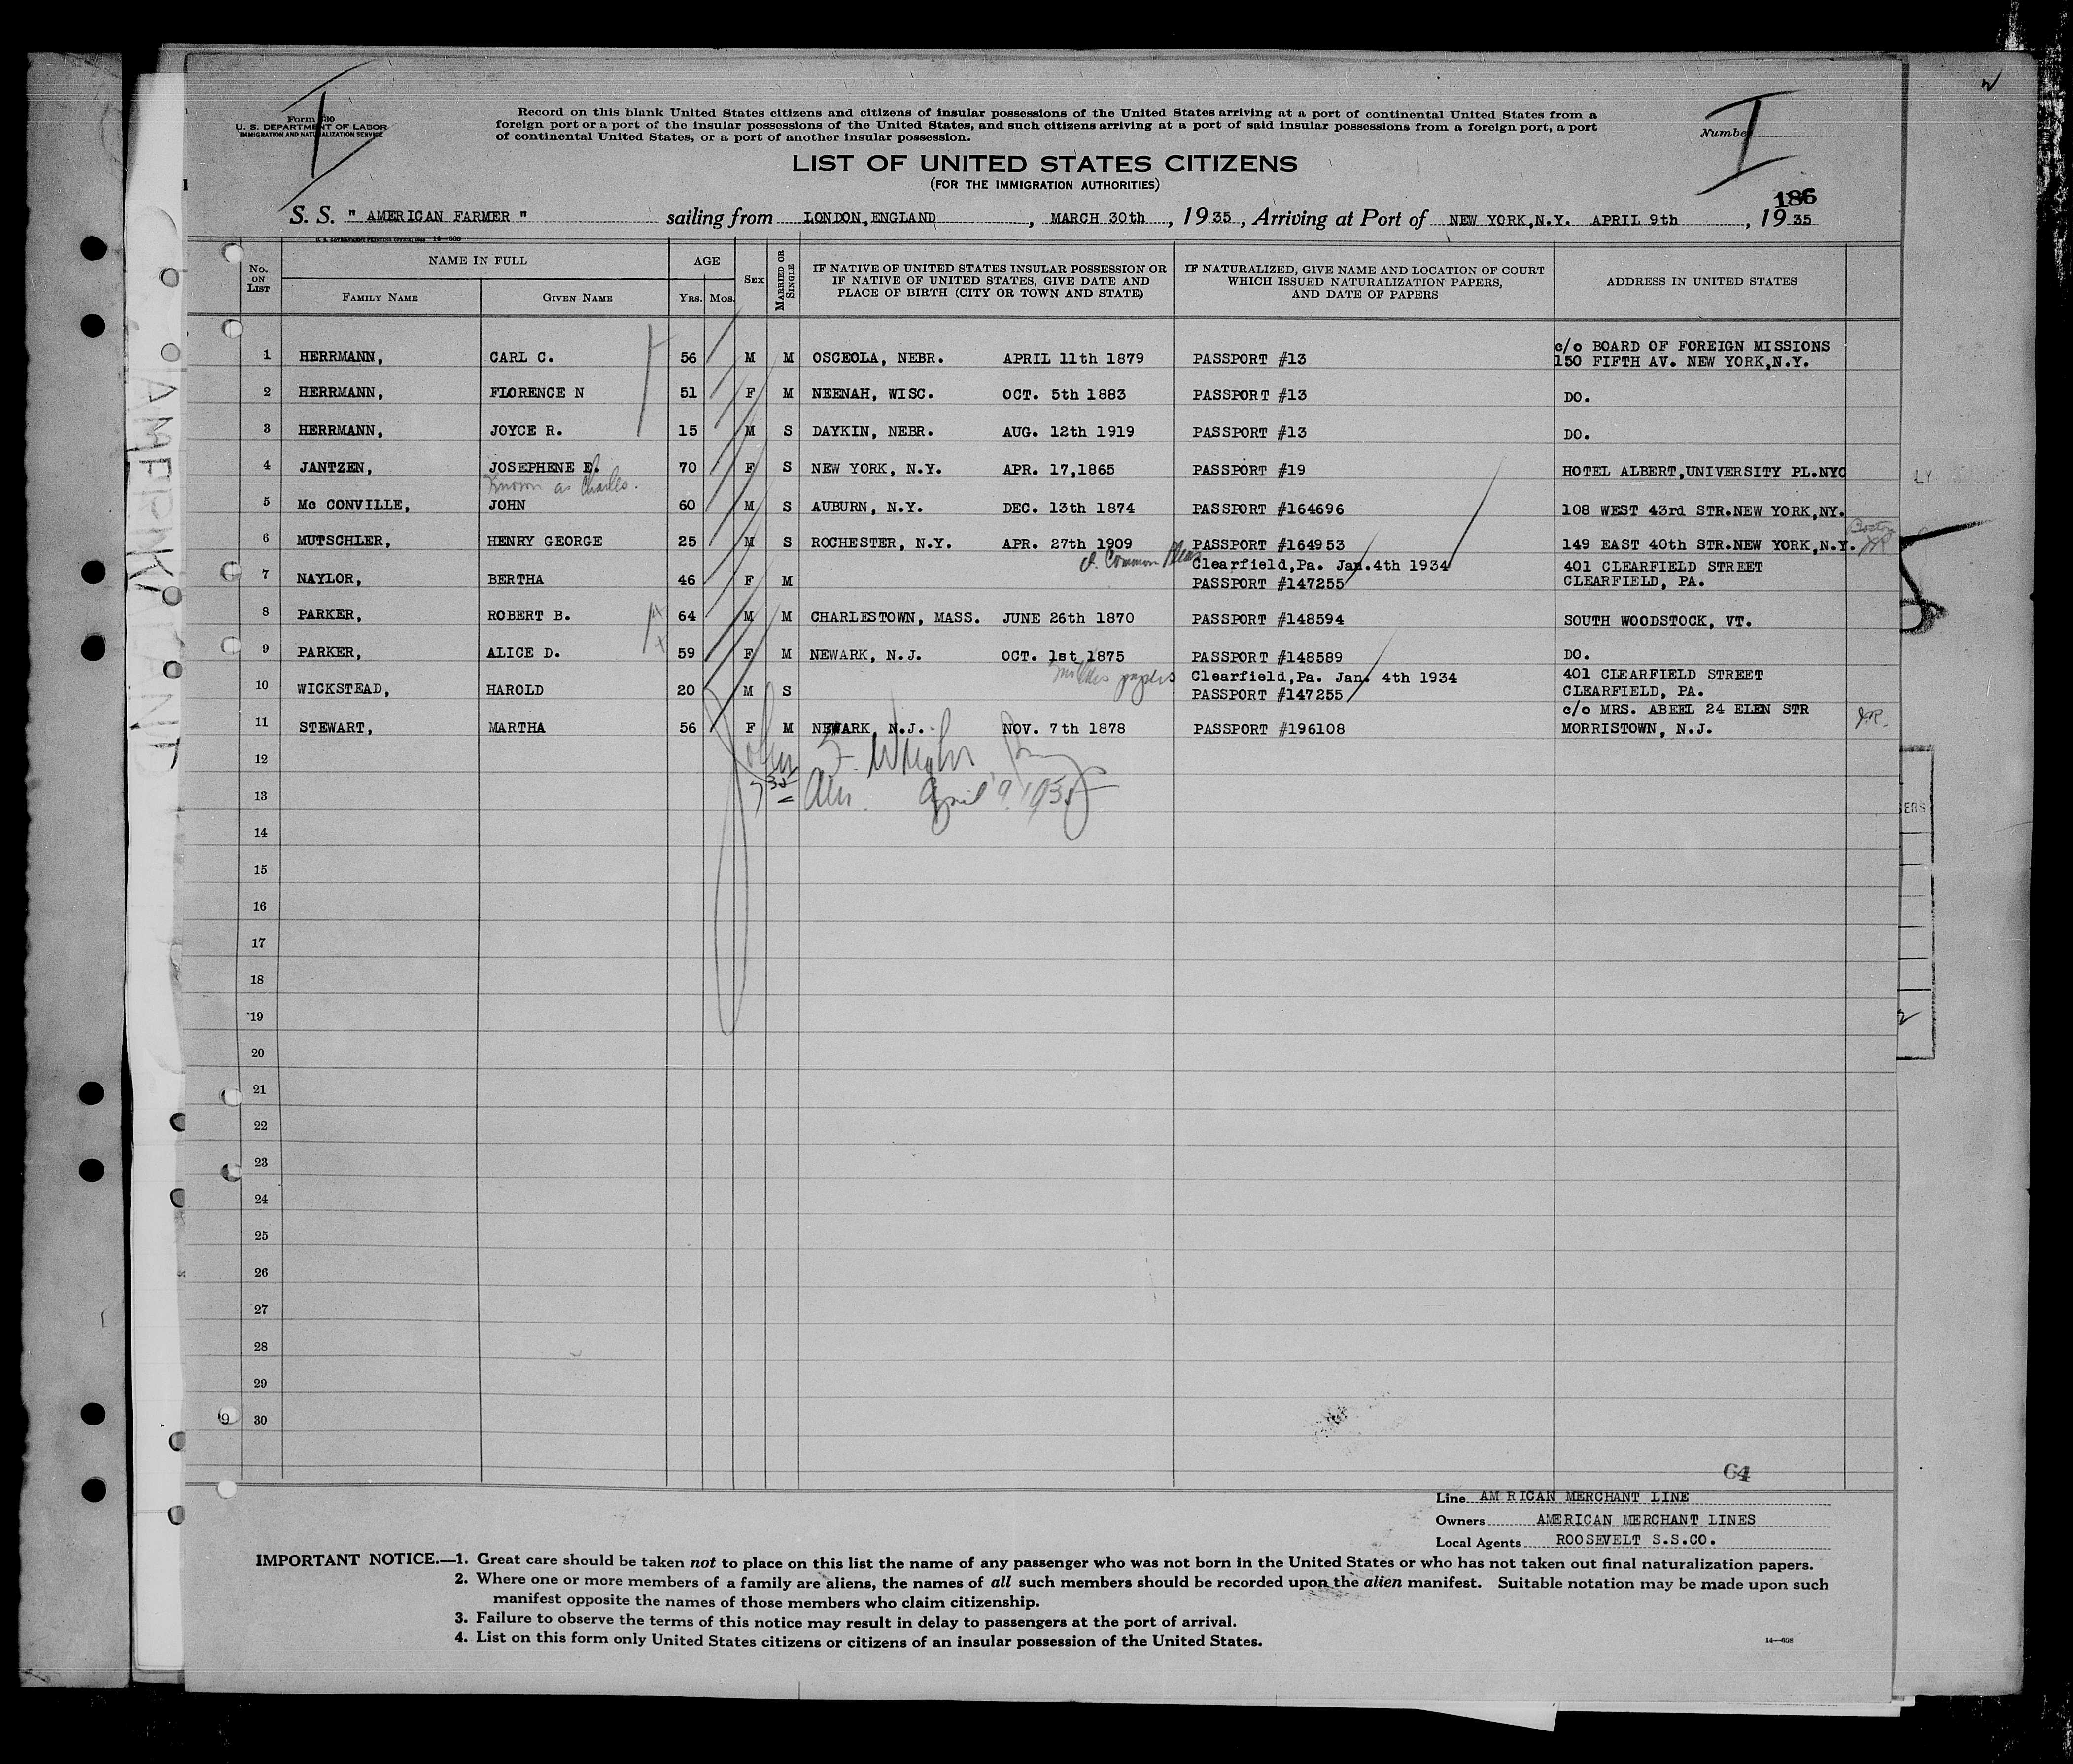 Form 630
U. S. DEPARTMENT OF LABOR
IMMIGRATION AND NATURALIZATION SERVICE
I
Record on this blank United States citizens and citizens of insular possessions of the United States arriving at a port of continental United States from a
foreign port or a port of the insular possessions of the United States, and such citizens arriving at a port of said insular possessions from a foreign port, a port
of continental United States, or a port of another insular possession.
Number I
LIST OF UNITED STATES CITIZENS
(FOR THE IMMIGRATION AUTHORITIES)
186
S. S. " AMERICAN FARMER " sailing from LONDON,ENGLAND , MARCH 30th , 1935 , Arriving at Port of NEW YORK,N.Y. APRIL 9th , 1935
No. ON LIST
NAME IN FULL
FAMILY NAME GIVEN NAME
AGE
YRS. MOS.
SEX
MARRIED OR SINGLE
IF NATIVE OF UNITED STATES INSULAR POSSESSION OR
IF NATIVE OF UNITED STATES, GIVE DATE AND
PLACE OF BIRTH (CITY OR TOWN AND STATE)
IF NATURALIZED, GIVE NAME AND LOCATION OF COURT
WHICH ISSUED NATURALIZATION PAPERS,
AND DATE OF PAPERS
ADDRESS IN UNITED STATES
c/o BOARD OF FOREIGN MISSIONS
1 HERRMANN, CARL C. 56 M M OSCEOLA, NEBR. APRIL 11th 1879 PASSPORT #13 150 FIFTH AV. NEW YORK,N.Y.
2 HERRMANN, FLORENCE N 51 F M NEENAH, WISC. OCT. 5th 1883 PASSPORT #13 DO.
3 HERRMANN, JOYCE R. 15 M S DAYKIN, NEBR. AUG. 12th 1919 PASSPORT #13 DO.
4 JANTZEN, JOSEPHENE E. 70 F S NEW YORK, N.Y. APR. 17,1865 PASSPORT #19 HOTEL ALBERT,UNIVERSITY PL.NYC
known as Charles.
5 Mc CONVILLE, JOHN 60 M S AUBURN, N.Y. DEC. 13th 1874 PASSPORT #164696 108 WEST 43rd STR.NEW YORK,NY.
6 MUTSCHLER, HENRY GEORGE 25 M S ROCHESTER, N.Y. APR. 27th 1909 PASSPORT #164953 149 EAST 40th STR.NEW YORK,N.Y.
Common Pleas Clearfield,Pa. Jan.4th 1934 401 CLEARFIELD STREET
7 NAYLOR, BERTHA 46 F M PASSPORT #147255 CLEARFIELD, PA.
8 PARKER, ROBERT B. 64 M M CHARLESTOWN, MASS. JUNE 26th 1870 PASSPORT #148594 SOUTH WOODSTOCK, VT.
9 PARKER, ALICE D. 59 F M NEWARK, N.J. OCT. 1st 1875 PASSPORT #148589 DO.
papers Clearfield,Pa. Jan. 4th 1934 401 CLEARFIELD STREET
10 WICKSTEAD, HAROLD 20 M S PASSPORT #147255 CLEARFIELD, PA.
c/o MRS. ABEEL 24 ELEN STR
11 STEWART, MARTHA 56 F M NEWARK, N.J. NOV. 7th 1878 PASSPORT #196108 MORRISTOWN, N.J.
12 John F. Wright
13 April 9 1935
14
15
16
17
18
19
20
21
22
23
24
25
26
27
28
29
30
64
Line AM RICAN MERCHANT LINE
Owners AMERICAN MERCHANT LINES
Local Agents ROOSEVELT S.S.CO.
IMPORTANT NOTICE.—1. Great care should be taken not to place on this list the name of any passenger who was not born in the United States or who has not taken out final naturalization papers.
2. Where one or more members of a family are aliens, the names of all such members should be recorded upon the alien manifest. Suitable notation may be made upon such
manifest opposite the names of those members who claim citizenship.
3. Failure to observe the terms of this notice may result in delay to passengers at the port of arrival.
4. List on this form only United States citizens or citizens of an insular possession of the United States.
14—608